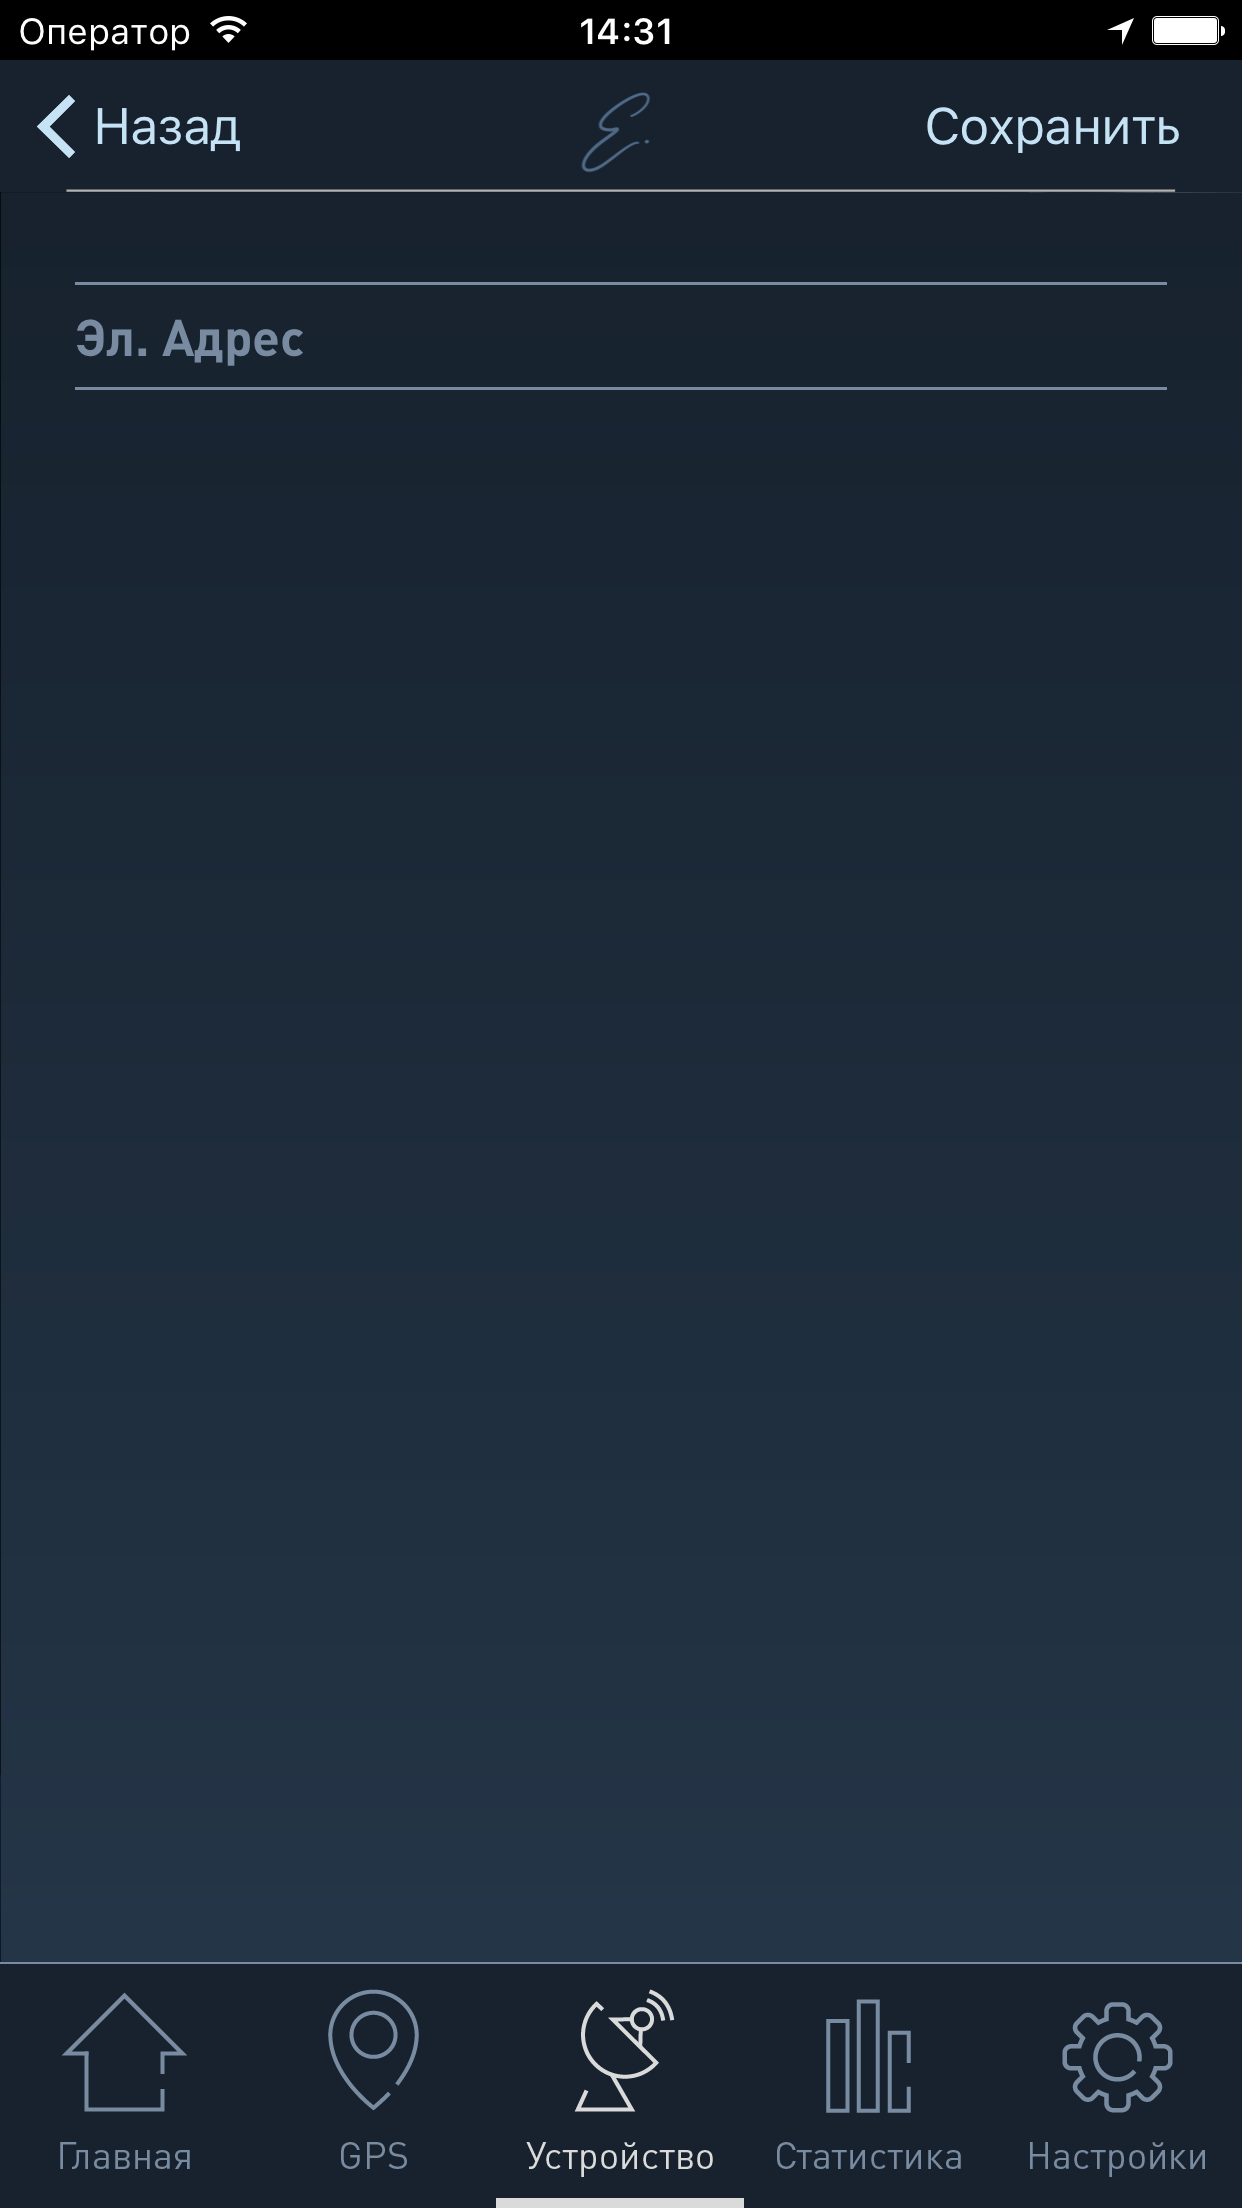 Оператор 14:31
Назад E. Сохранить
Эл. Адрес
Главная GPS Устройство Статистика Настройки